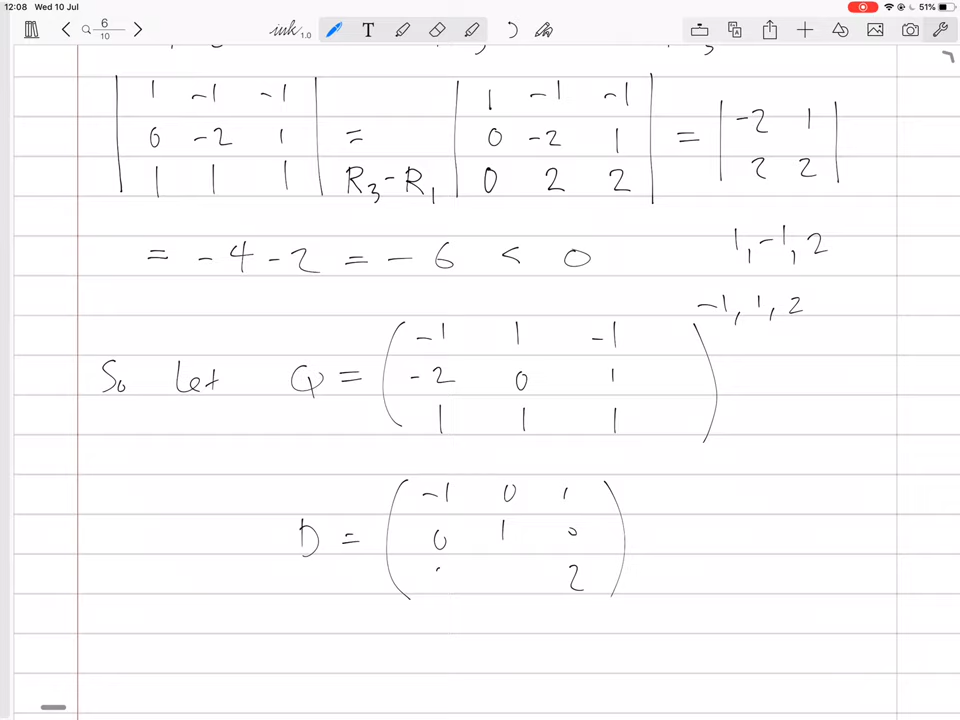 12:08 Wed 10 Jul 51%
6
10
ink 1.0 T
| 1 -1 -1 | | 1 -1 -1 |
| 0 -2 1 | = | 0 -2 1 | = | -2 1 |
| 1 1 1 | R₃-R₁ | 0 2 2 | | 2 2 |
= -4 - 2 = - 6 < 0 1, -1, 2
-1, 1, 2
( -1 1 -1 )
So let Q = ( -2 0 1 )
( 1 1 1 )
( -1 0 )
D = ( 0 1 0 )
( 2 )